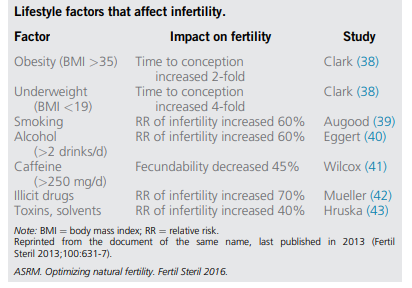 Lifestyle factors that affect infertility.
Factor Impact on fertility Study
Obesity (BMI >35) Time to conception Clark (38)
increased 2-fold
Underweight Time to conception Clark (38)
(BMI <19) increased 4-fold
Smoking RR of infertility increased 60% Augood (39)
Alcohol RR of infertility increased 60% Eggert (40)
(>2 drinks/d)
Caffeine Fecundability decreased 45% Wilcox (41)
(>250 mg/d)
Illicit drugs RR of infertility increased 70% Mueller (42)
Toxins, solvents RR of infertility increased 40% Hruska (43)
Note: BMI = body mass index; RR = relative risk.
Reprinted from the document of the same name, last published in 2013 (Fertil
Steril 2013;100:631-7).
ASRM. Optimizing natural fertility. Fertil Steril 2016.